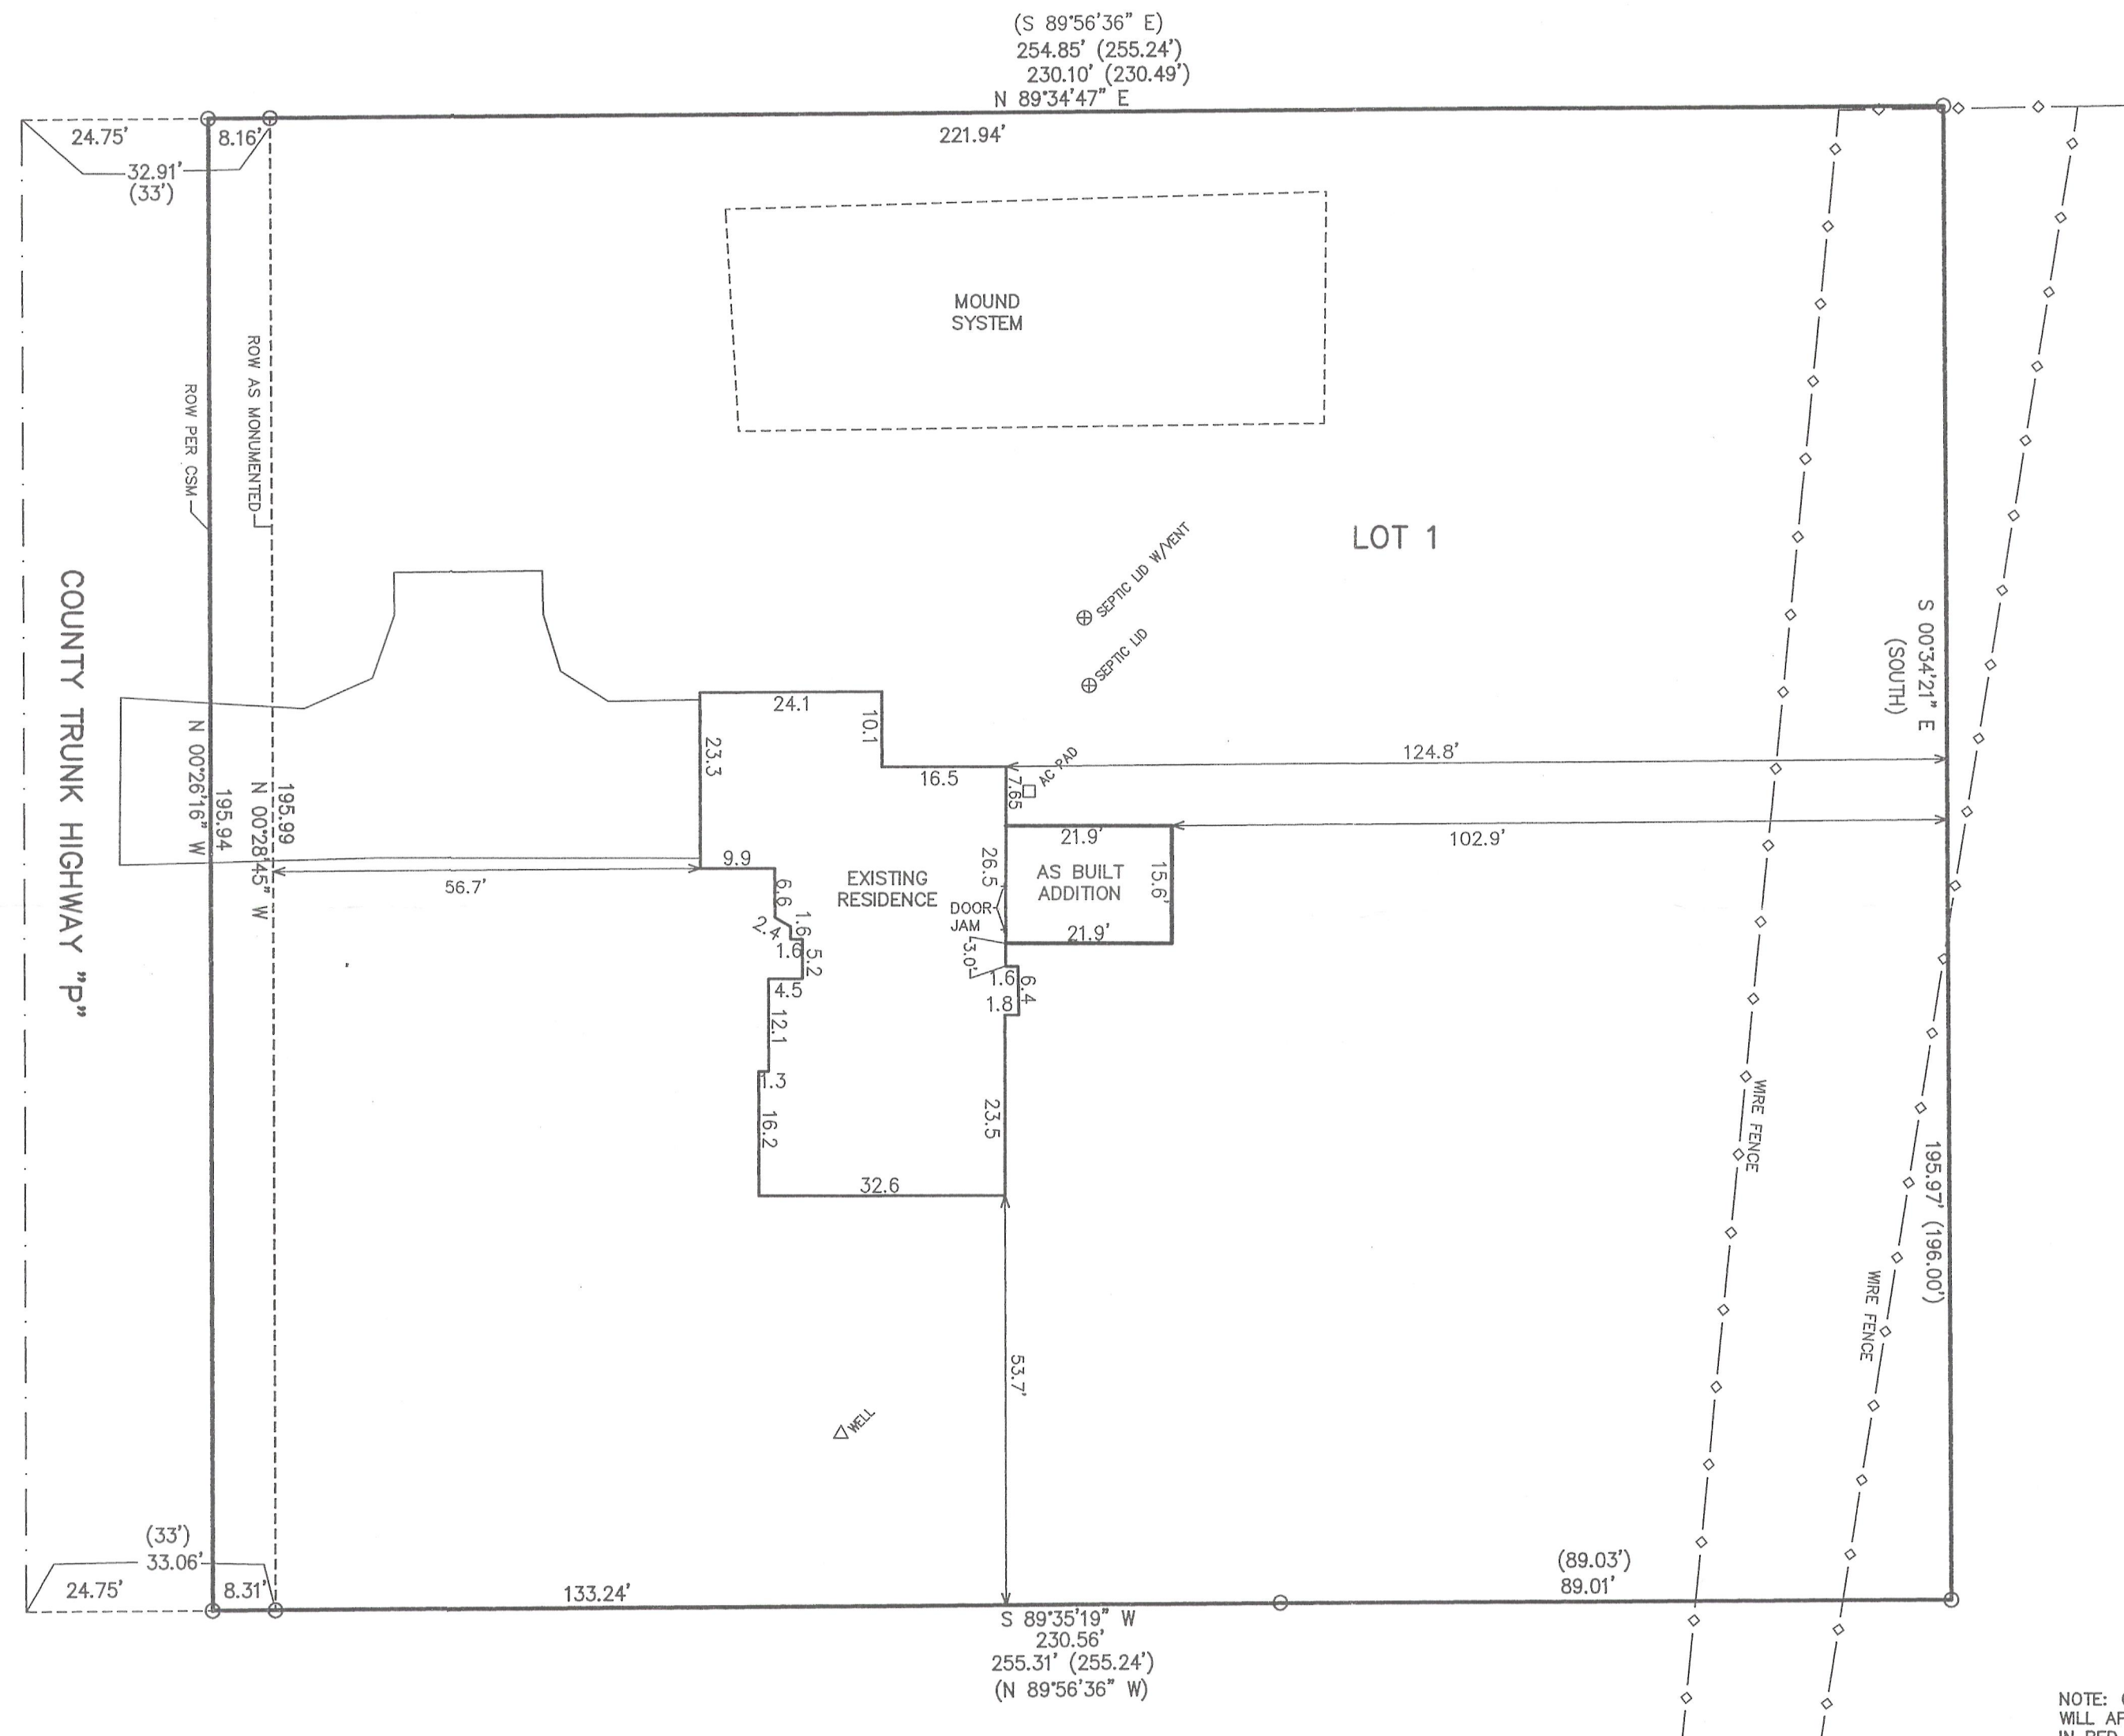 (S 89°56'36" E)
254.85' (255.24')
230.10' (230.49')
N 89°34'47" E
24.75'
8.16'
221.94'
32.91'
(33')
MOUND
SYSTEM
ROW AS MONUMENTED
ROW PER CSM
LOT 1
SEPTIC LID W/VENT
SEPTIC LID
COUNTY TRUNK HIGHWAY "P"
S 00°34'21" E
(SOUTH)
24.1
10.1
23.3
16.5
AC PAD
7.65
124.8'
N 00°26'16" W
195.94
N 00°28'45" W
195.99
21.9'
102.9'
9.9
56.7'
EXISTING
RESIDENCE
26.5
AS BUILT
ADDITION
15.6'
6.6
2.4
1.6
1.6
5.2
DOOR
JAM
21.9'
3.0'
4.5
1.6
6.4
1.8
12.1
1.3
16.2
23.5
32.6
WIRE FENCE
195.97' (196.00')
WIRE FENCE
53.7'
WELL
(33')
33.06'
24.75'
8.31'
133.24'
(89.03')
89.01'
S 89°35'19" W
230.56'
255.31' (255.24')
(N 89°56'36" W)
NOTE:
WILL
IN